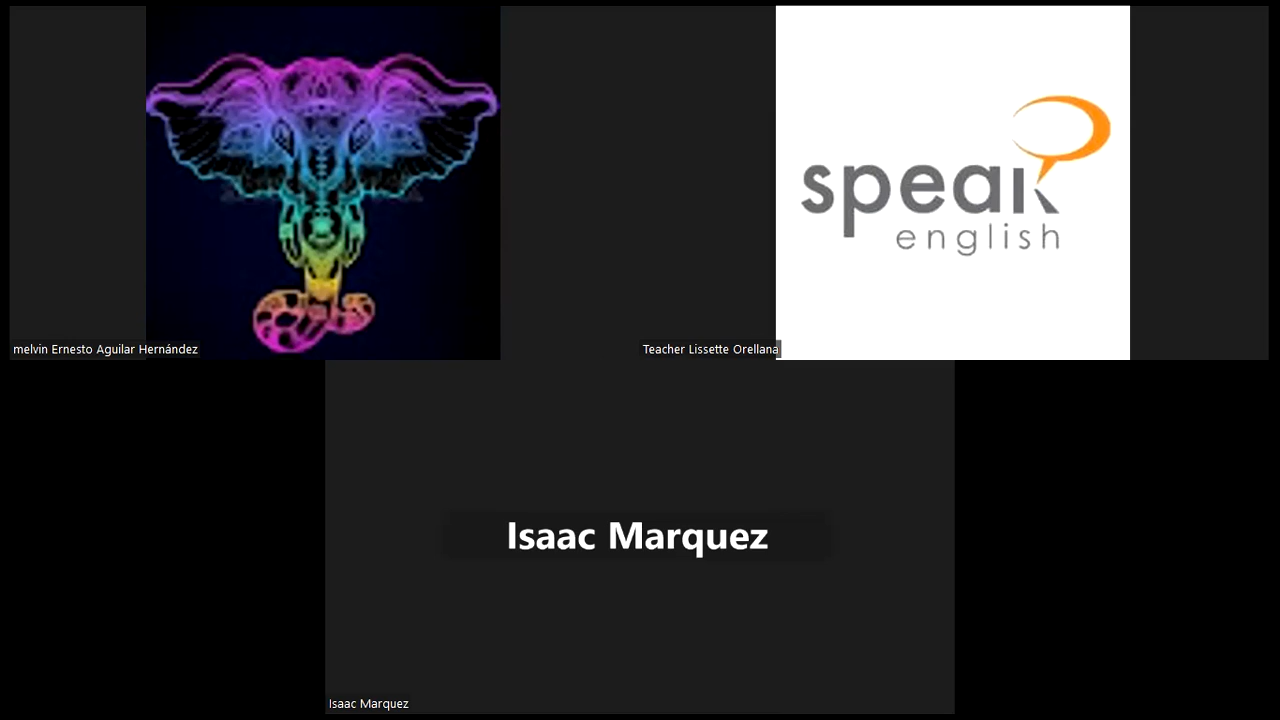 speak
english
melvin Ernesto Aguilar Hernández
Teacher Lissette Orellana
Isaac Marquez
Isaac Marquez